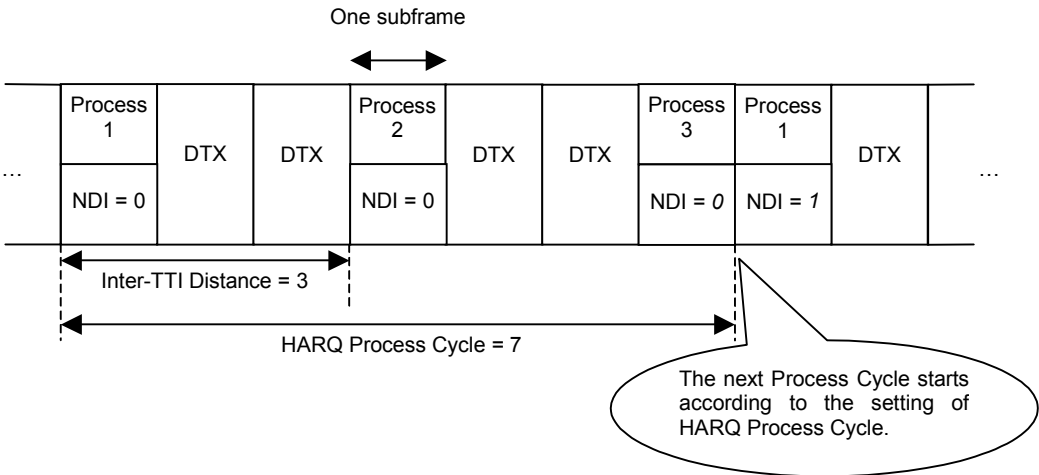 One subframe
Process
1
Process
2
Process
3
Process
1
DTX
DTX
DTX
DTX
DTX
...
...
NDI = 0
NDI = 0
NDI = 0
NDI = 1
Inter-TTI Distance = 3
HARQ Process Cycle = 7
The next Process Cycle starts
according to the setting of
HARQ Process Cycle.